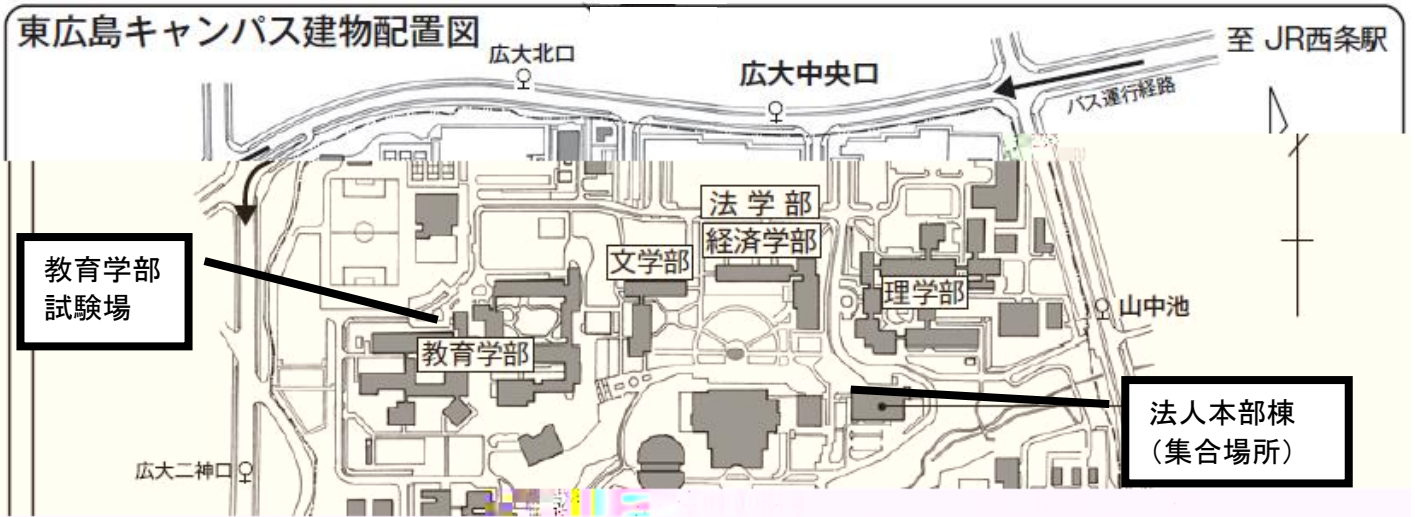 東広島キャンパス建物配置図
広大北口
広大中央口
至 JR西条駅
バス運行経路
法学部
経済学部
文学部
理学部
教育学部
試験場
教育学部
山中池
法人本部棟
（集合場所）
広大二神口